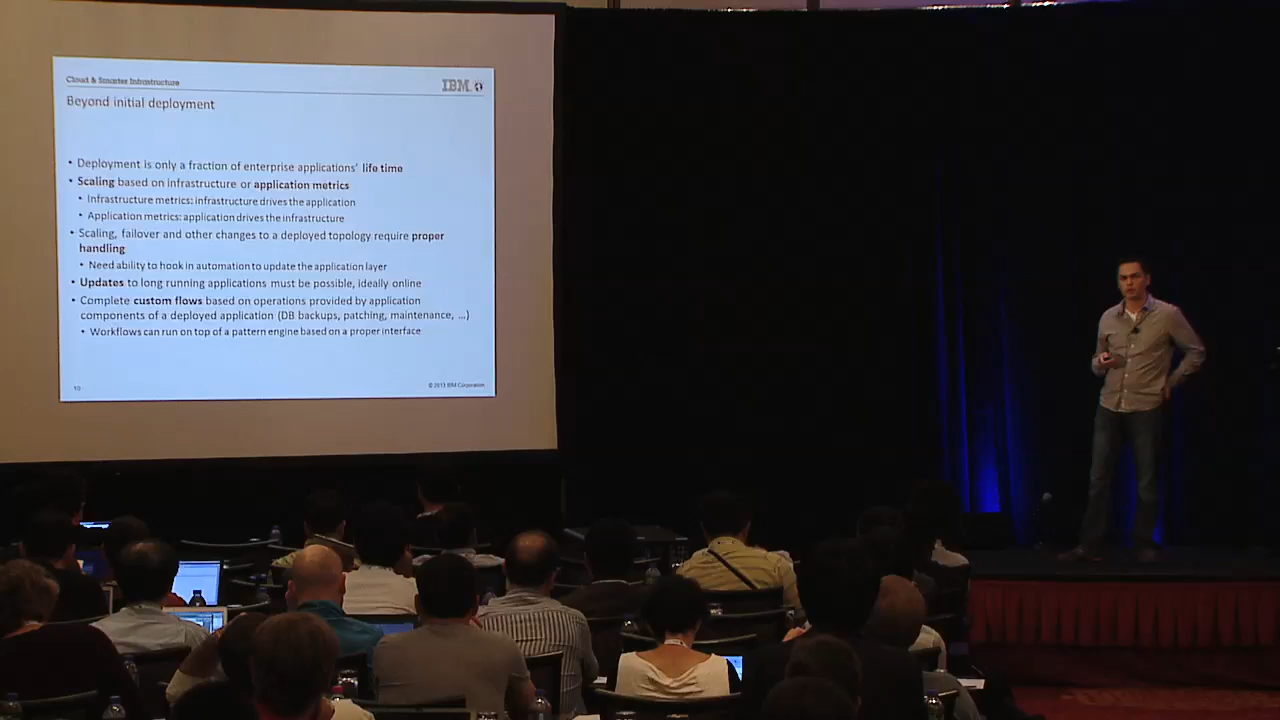 Cloud & Smarter Infrastructure
IBM
Beyond initial deployment
• Deployment is only a fraction of enterprise applications' life time
• Scaling based on infrastructure or application metrics
• Infrastructure metrics: infrastructure drives the application
• Application metrics: application drives the infrastructure
• Scaling, failover and other changes to a deployed topology require proper
handling
• Need ability to hook in automation to update the application layer
• Updates to long running applications must be possible, ideally online
• Complete custom flows based on operations provided by application
components of a deployed application (DB backups, patching, maintenance, ...)
• Workflows can run on top of a pattern engine based on a proper interface
10
© 2013 IBM Corporation